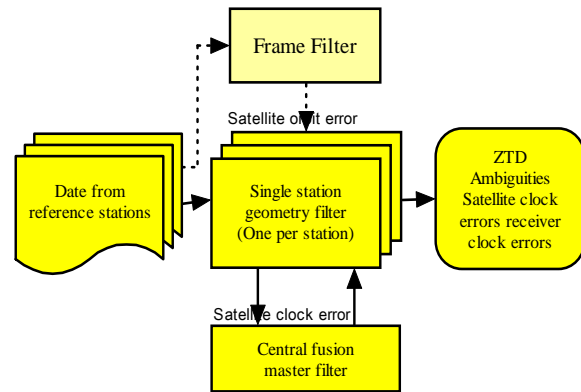 Frame Filter
Satellite orbit error
Date from
reference stations
Single station
geometry filter
(One per station)
ZTD
Ambiguities
Satellite clock
errors receiver
clock errors
Satellite clock error
Central fusion
master filter